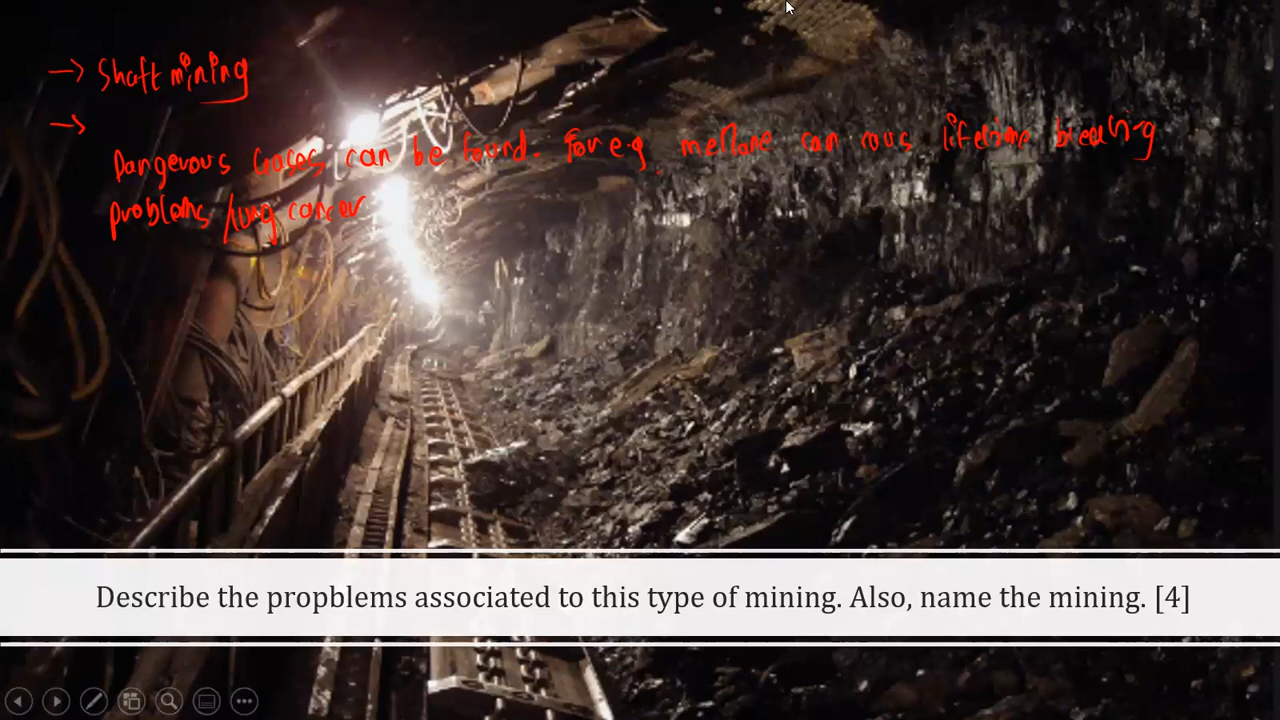 → Shaft mining
→
Dangerous Gases can be found. For e.g methane can caus lifetime breathing
problems /lung cancer
Describe the propblems associated to this type of mining. Also, name the mining. [4]